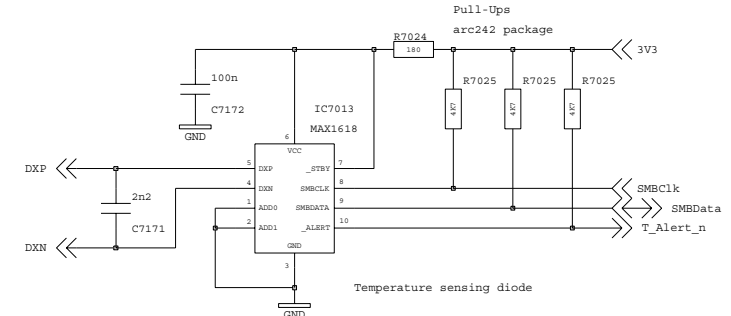 Pull-Ups
arc242 package
R7024
180
3V3
100n
C7172
GND
R7025
R7025
R7025
4K7
4K7
4K7
IC7013
MAX1618
6
VCC
DXP
5
DXP
_STBY
7
4
DXN
SMBCLK
8
SMBClk
2n2
1
ADD0
SMBDATA
9
SMBData
C7171
2
ADD1
_ALERT
10
T_Alert_n
DXN
GND
3
Temperature sensing diode
GND